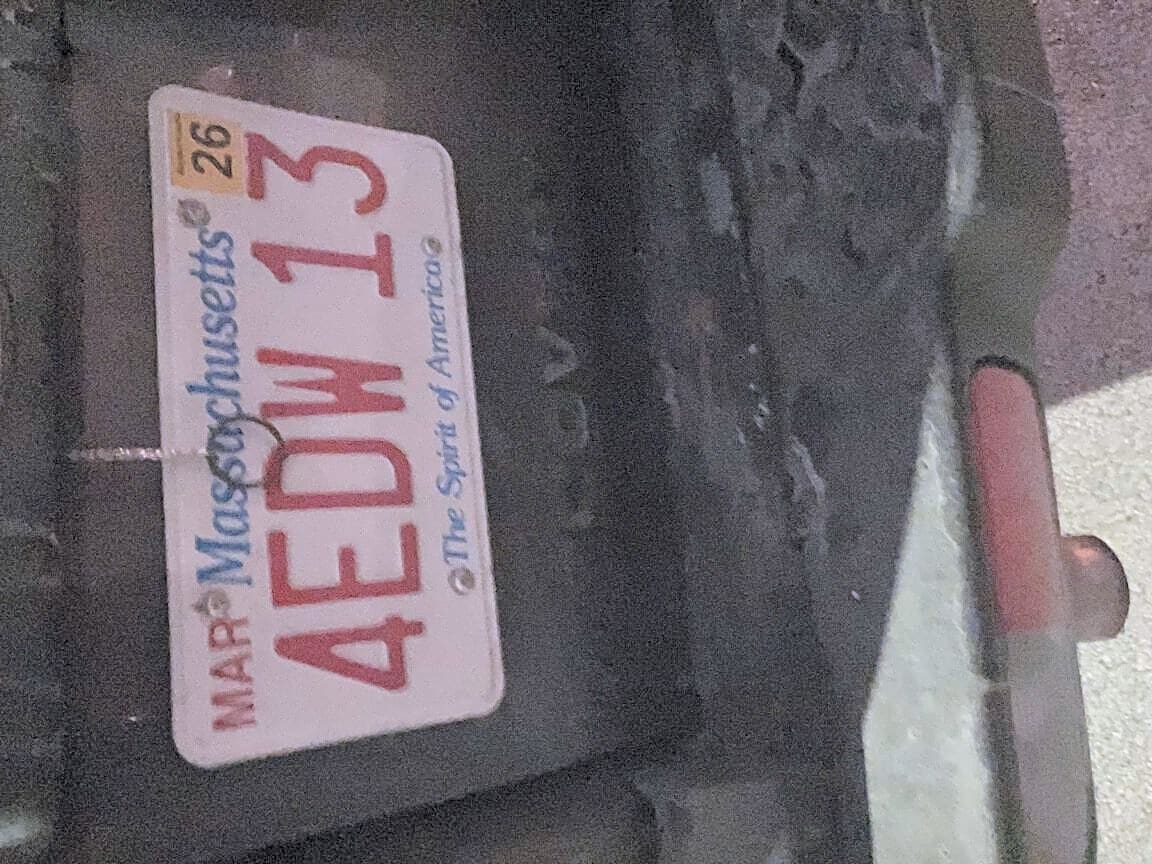 MAR Massachusetts 26
4EDW 13
The Spirit of America